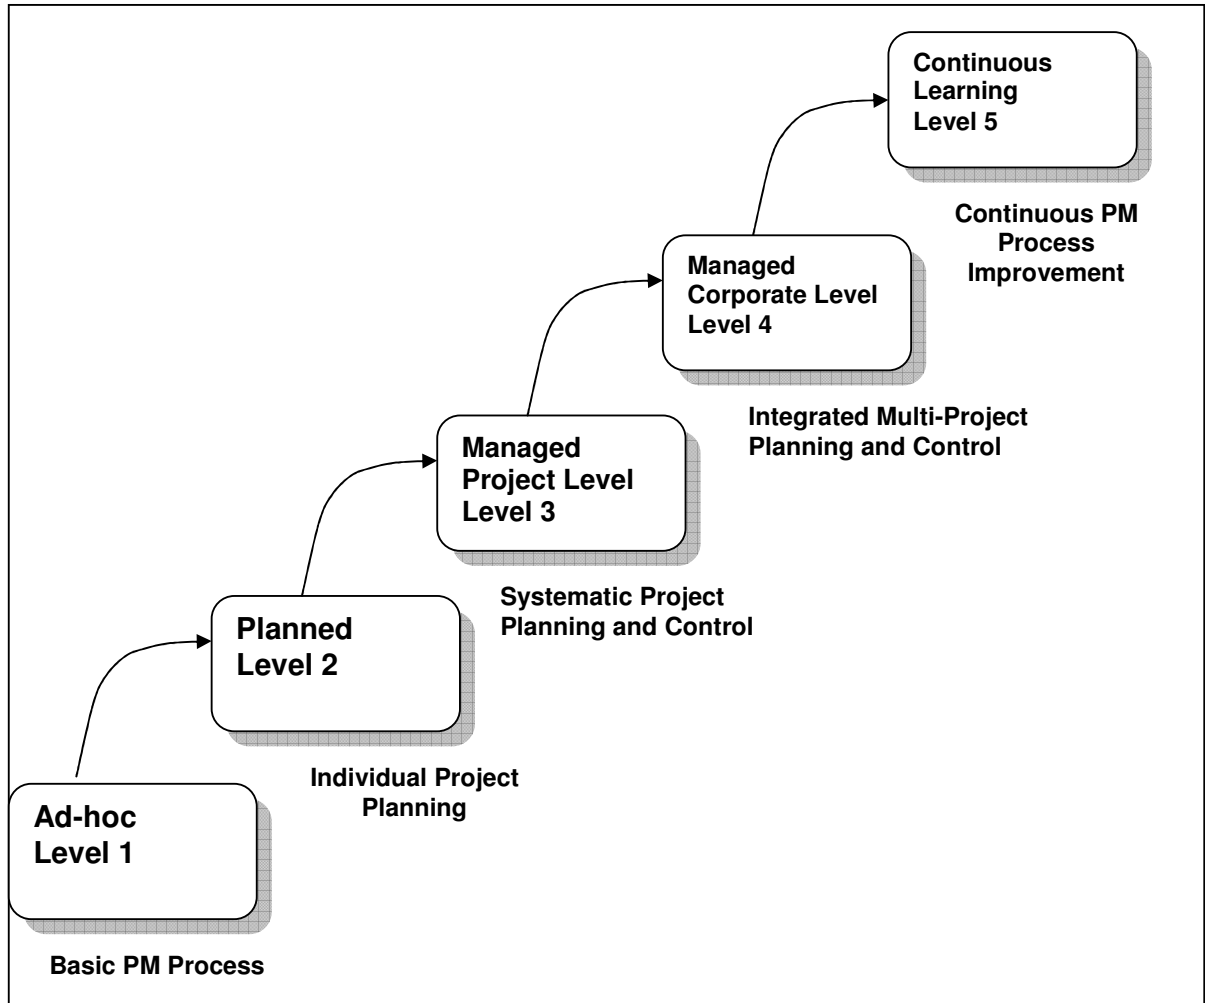 Continuous
Learning
Level 5
Continuous PM
Process
Improvement
Managed
Corporate Level
Level 4
Integrated Multi-Project
Planning and Control
Managed
Project Level
Level 3
Systematic Project
Planning and Control
Planned
Level 2
Individual Project
Planning
Ad-hoc
Level 1
Basic PM Process